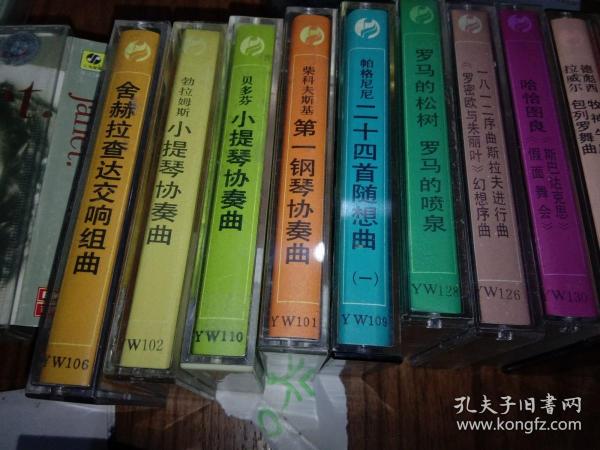 t.
janet.
舍赫拉查达交响组曲
YW106
勃拉姆斯
小提琴协奏曲
W102
贝多芬
小提琴协奏曲
YW110
柴科夫斯基
第一钢琴协奏曲
YW101
帕格尼尼
二十四首随想曲
(一)
YW109
罗马的松树 罗马的喷泉
YW128
一八一二序曲斯拉夫进行曲
《罗密欧与朱丽叶》幻想序曲
YW126
哈恰图良
《斯巴达克思》
《假面舞会》
YW130
德彪西
拉威尔
包列罗舞曲
孔夫子旧书网
www.kongfz.com